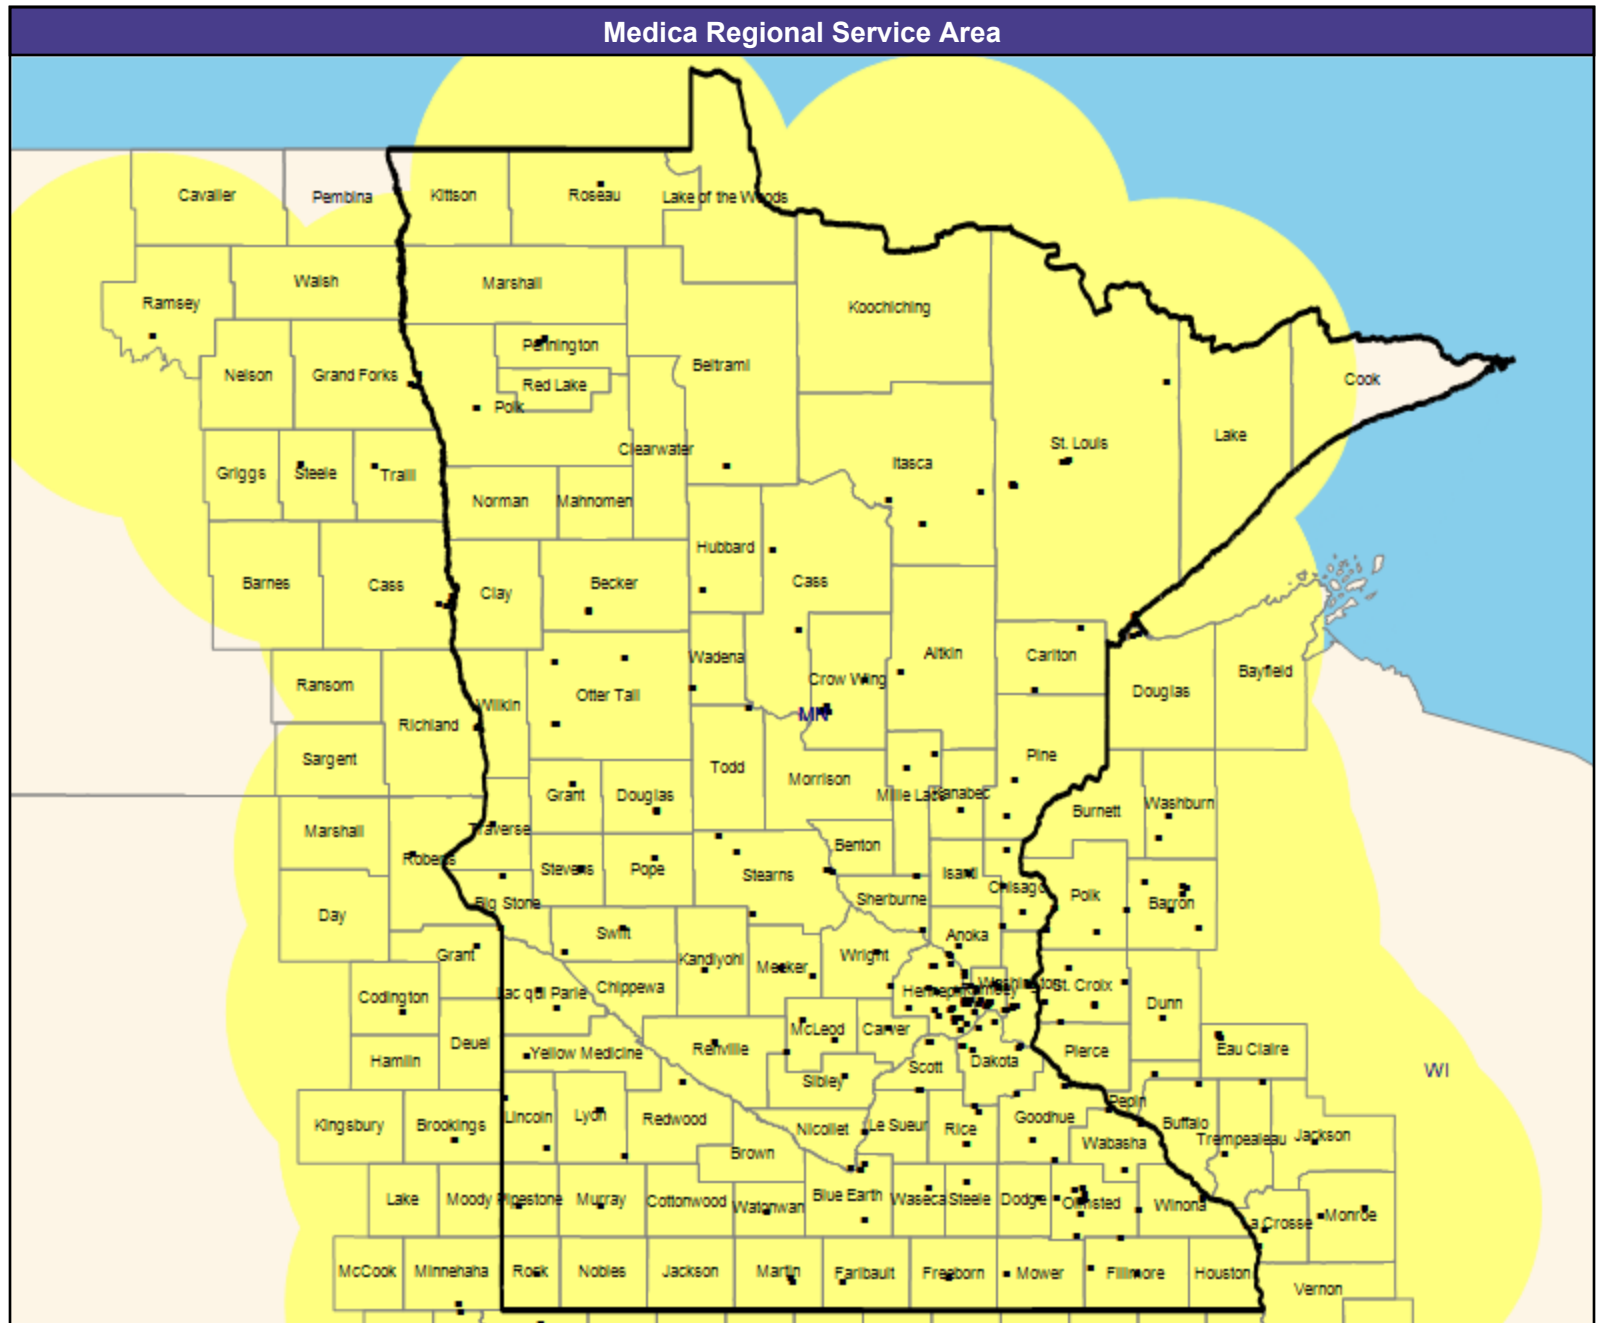 Medica Regional Service Area
Cavalier
Pembina
Kittson
Roseau
Lake of the Woods
Ramsey
Walsh
Marshall
Koochiching
Nelson
Grand Forks
Pennington
Red Lake
Polk
Beltrami
Cook
Griggs
Steele
Traill
Clearwater
Itasca
St. Louis
Lake
Norman
Mahnomen
Barnes
Cass
Clay
Becker
Hubbard
Cass
Ransom
Richland
Wilkin
Otter Tail
Wadena
Crow Wing
Aitkin
Carlton
Douglas
Bayfield
MN
Sargent
Grant
Douglas
Todd
Morrison
Mille Lacs
Kanabec
Pine
Burnett
Washburn
Marshall
Roberts
Traverse
Stevens
Pope
Stearns
Benton
Sherburne
Isanti
Chisago
Polk
Barron
Day
Big Stone
Grant
Swift
Kandiyohi
Meeker
Wright
Anoka
Codington
Lac qui Parle
Chippewa
Hennepin
Ramsey
Washington
St. Croix
Dunn
Hamlin
Deuel
Yellow Medicine
Renville
McLeod
Carver
Scott
Dakota
Pierce
Eau Claire
WI
Sibley
Kingsbury
Brookings
Lincoln
Lyon
Redwood
Brown
Nicollet
Le Sueur
Rice
Goodhue
Wabasha
Pepin
Buffalo
Trempealeau
Jackson
Lake
Moody
Pipestone
Murray
Cottonwood
Watonwan
Blue Earth
Waseca
Steele
Dodge
Olmsted
Winona
La Crosse
Monroe
McCook
Minnehaha
Rock
Nobles
Jackson
Martin
Faribault
Freeborn
Mower
Fillmore
Houston
Vernon